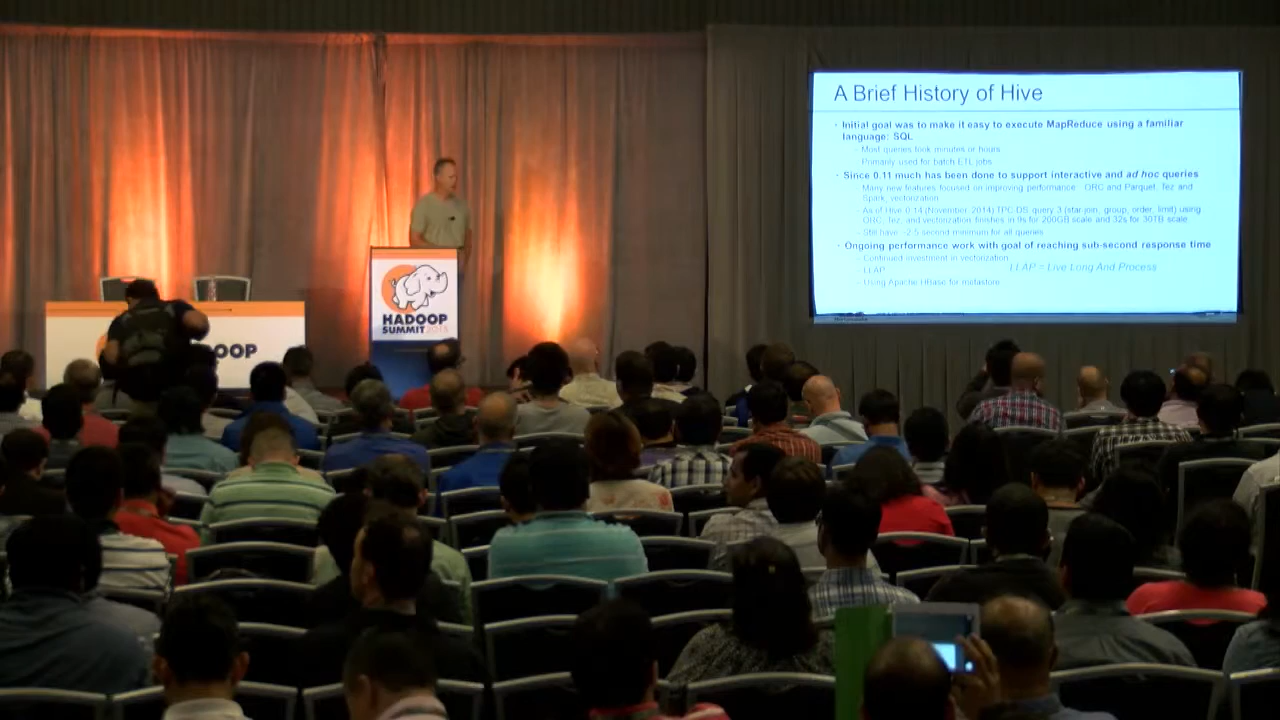 A Brief History of Hive
Initial goal was to make it easy to execute MapReduce using a familiar
language: SQL
Most queries took minutes or hours
Primarily used for batch ETL jobs
Since 0.11 much has been done to support interactive and ad hoc queries
Many new features focused on improving performance: ORC and Parquet, Tez and
Spark, vectorization
As of Hive 0.14 (November, 2014) TPC-DS query 3 (star-join, group, order, limit) using
ORC, Tez, and vectorization finishes in 9s for 200GB scale and 32s for 30TB scale
Still have ~2.5 second minimum for all queries
Ongoing performance work with goal of reaching sub-second response time
Continued investment in vectorization
LLAP
LLAP = Live Long And Process
Using Apache HBase for metastore
HADOOP
SUMMIT 2015
OOP